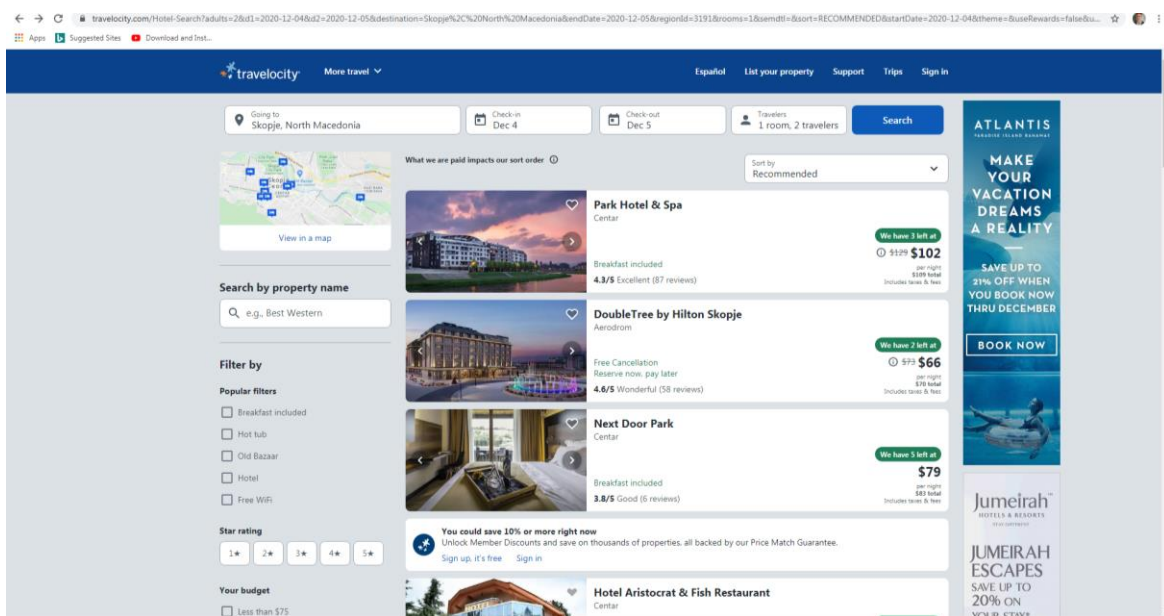 travelocity.com/Hotel-Search?adults=2&d1=2020-12-04&d2=2020-12-05&destination=Skopje%2C%20North%20Macedonia&endDate=2020-12-05&regionId=3191&rooms=1&semdtl=&sort=RECOMMENDED&startDate=2020-12-04&theme=&useRewards=false&u...
Apps Suggested Sites Download and Inst...
travelocity More travel Español List your property Support Trips Sign in
Going to
Skopje, North Macedonia
Check-in
Dec 4
Check-out
Dec 5
Travelers
1 room, 2 travelers
Search
View in a map
Search by property name
e.g., Best Western
Filter by
Popular filters
Breakfast included
Hot tub
Old Bazaar
Hotel
Free WiFi
Star rating
1★ 2★ 3★ 4★ 5★
Your budget
Less than $75
What we are paid impacts our sort order
Sort by
Recommended
Park Hotel & Spa
Centar
Breakfast included
4.3/5 Excellent (87 reviews)
We have 3 left at
$129 $102
per night
$109 total
Includes taxes & fees
DoubleTree by Hilton Skopje
Aerodrom
Free Cancellation
Reserve now, pay later
4.6/5 Wonderful (58 reviews)
We have 2 left at
$73 $66
per night
$70 total
Includes taxes & fees
Next Door Park
Centar
Breakfast included
3.8/5 Good (6 reviews)
We have 5 left at
$79
per night
$83 total
Includes taxes & fees
You could save 10% or more right now
Unlock Member Discounts and save on thousands of properties, all backed by our Price Match Guarantee.
Sign up, it's free Sign in
Hotel Aristocrat & Fish Restaurant
Centar
ATLANTIS
PARADISE ISLAND BAHAMAS
MAKE
YOUR
VACATION
DREAMS
A REALITY
SAVE UP TO
21% OFF WHEN
YOU BOOK NOW
THRU DECEMBER
BOOK NOW
Jumeirah
HOTELS & RESORTS
JUMEIRAH
ESCAPES
SAVE UP TO
20% ON
YOUR STAY